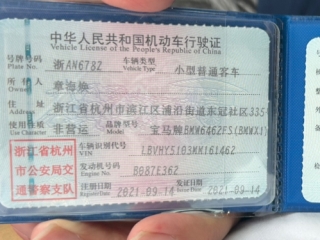 中华人民共和国机动车行驶证
Vehicle License of the People's Republic of China
号牌号码 浙AN6782 车辆类型 小型普通客车
Plate No. Vehicle Type
所有人 章海焕
Owner
住址 浙江省杭州市滨江区浦沿街道东冠社区335
Address
使用性质 非营运 品牌型号 宝马牌BMW6462FS(BMWX1)
Use Character Model
浙江省杭州 车辆识别代号 LBVHY5103MM161462
VIN
市公安局交 发动机号码 B087E362
Engine No.
通警察支队 注册日期 2021-09-14 发证日期 2021-09-14
Register Date Issue Date